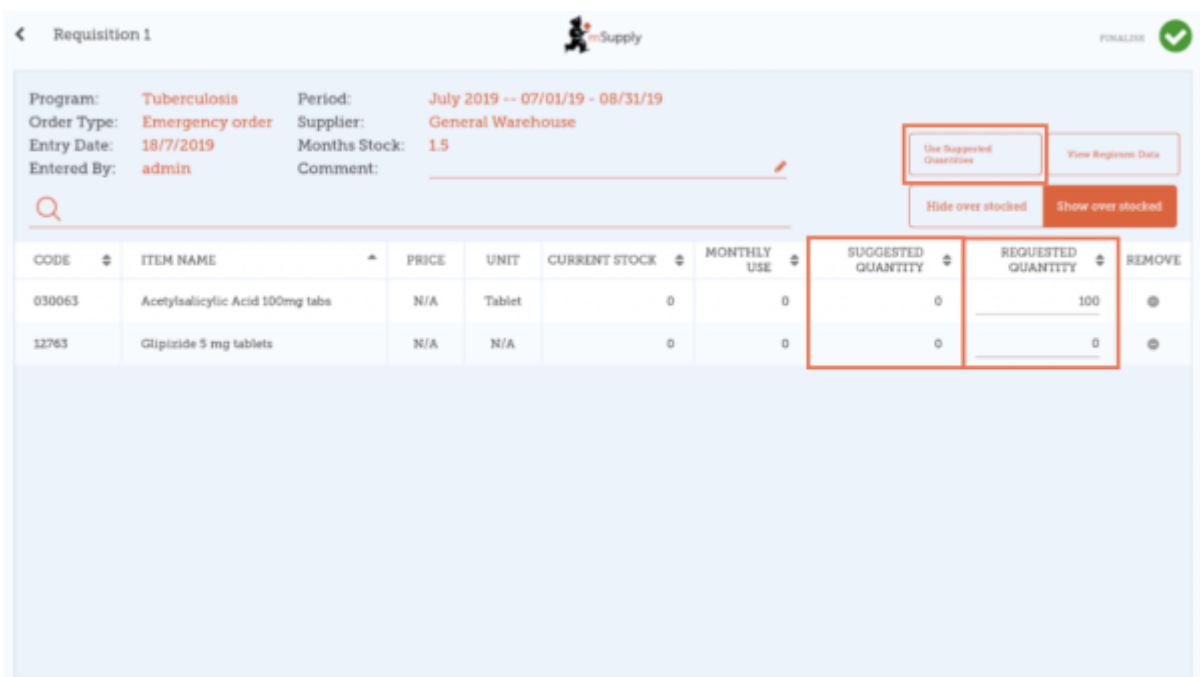 Requisition 1
mSupply
FINALISE
Program: Tuberculosis Period: July 2019 -- 07/01/19 - 08/31/19
Order Type: Emergency order Supplier: General Warehouse
Entry Date: 18/7/2019 Months Stock: 1.5
Entered By: admin Comment:
Use Suggested
Quantities
View Regimen Data
Hide over stocked Show over stocked
CODE ITEM NAME PRICE UNIT CURRENT STOCK MONTHLY USE SUGGESTED QUANTITY REQUESTED QUANTITY REMOVE
030063 Acetylsalicylic Acid 100mg tabs N/A Tablet 0 0 0 100
12763 Glipizide 5 mg tablets N/A N/A 0 0 0 0